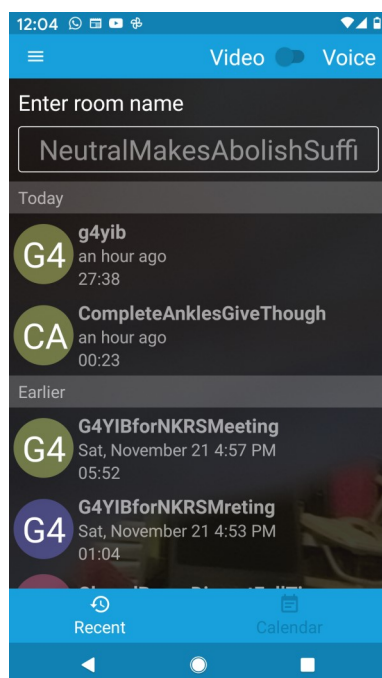 12:04
Video Voice
Enter room name
NeutralMakesAbolishSuffi
Today
G4
g4yib
an hour ago
27:38
CA
CompleteAnklesGiveThough
an hour ago
00:23
Earlier
G4
G4YIBforNKRSMeeting
Sat, November 21 4:57 PM
05:52
G4
G4YIBforNKRSMreting
Sat, November 21 4:53 PM
01:04
Recent
Calendar